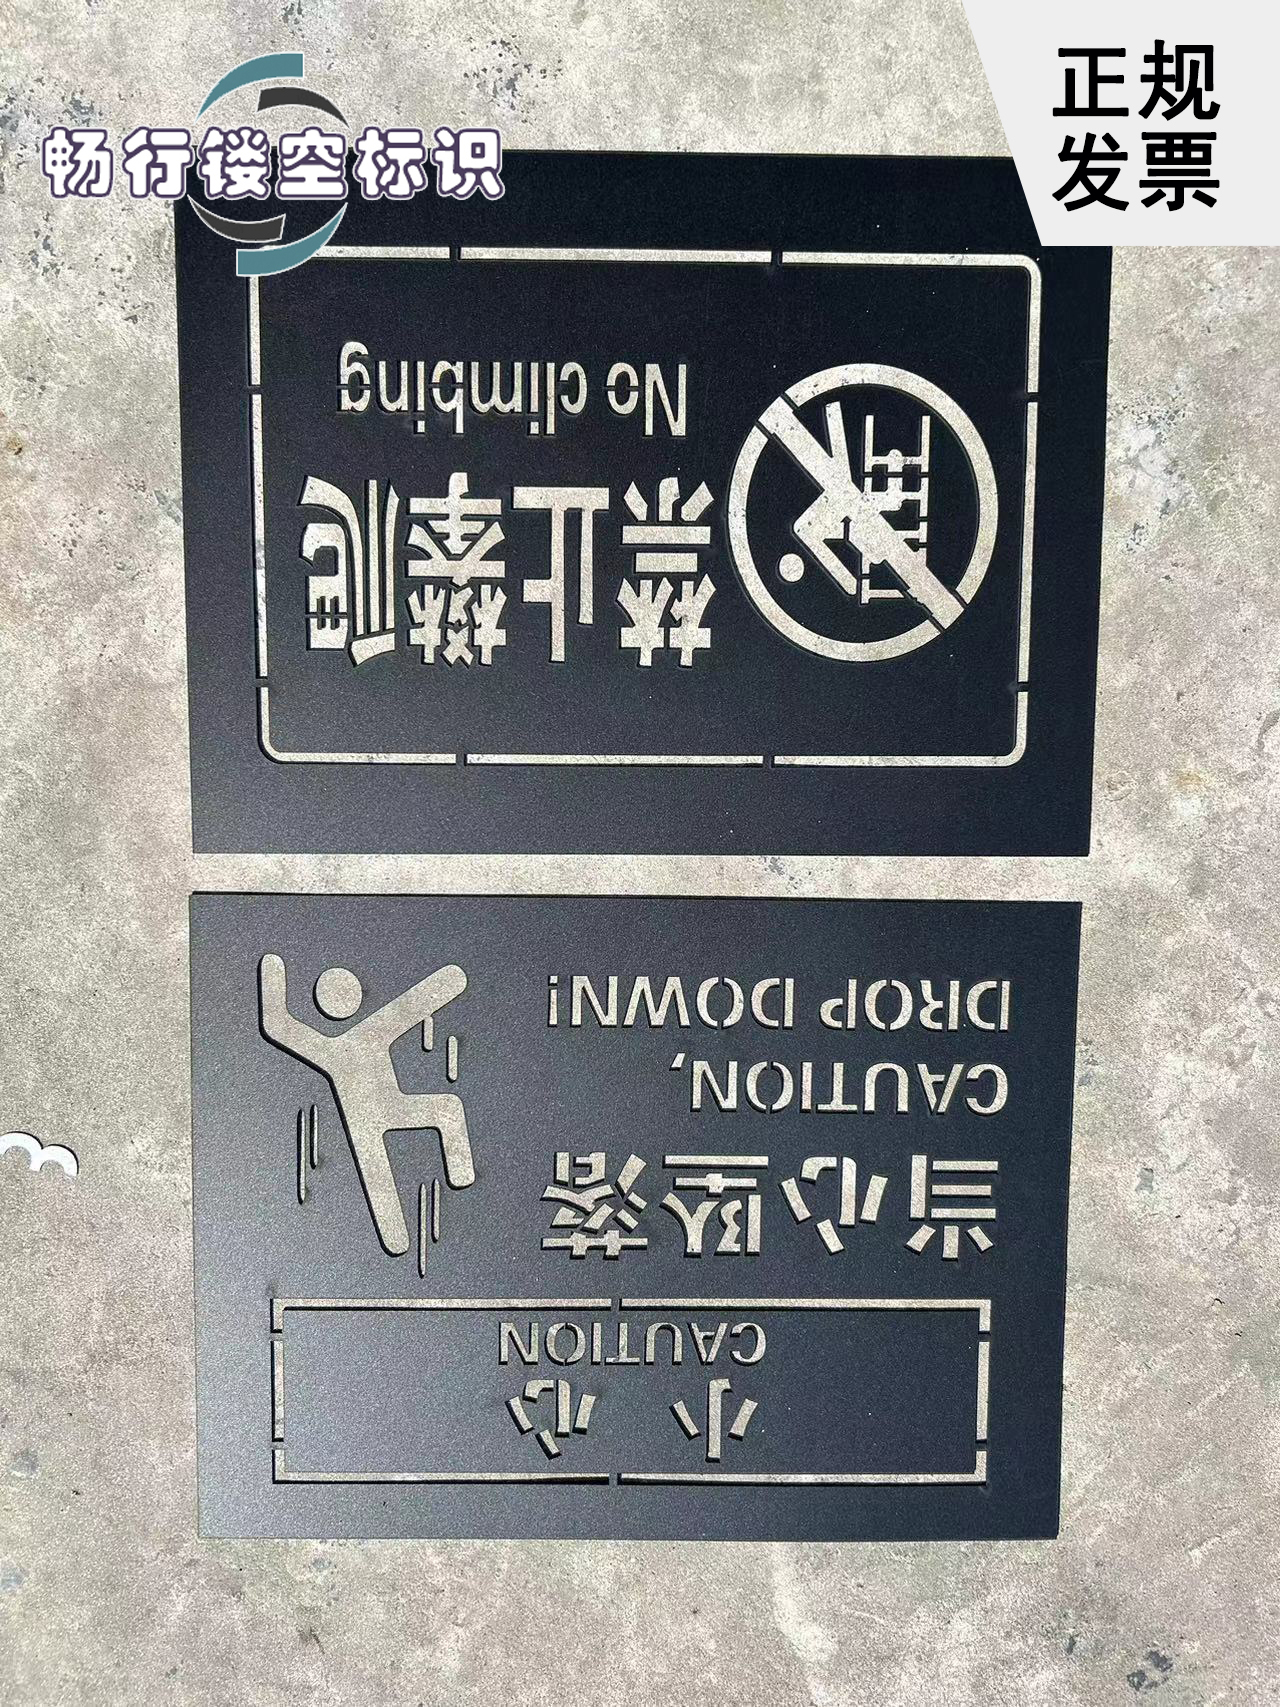 畅行镂空标识
正规
发票
禁止攀爬
No climbing
小心
CAUTION
当心坠落
CAUTION,
DROP DOWN!